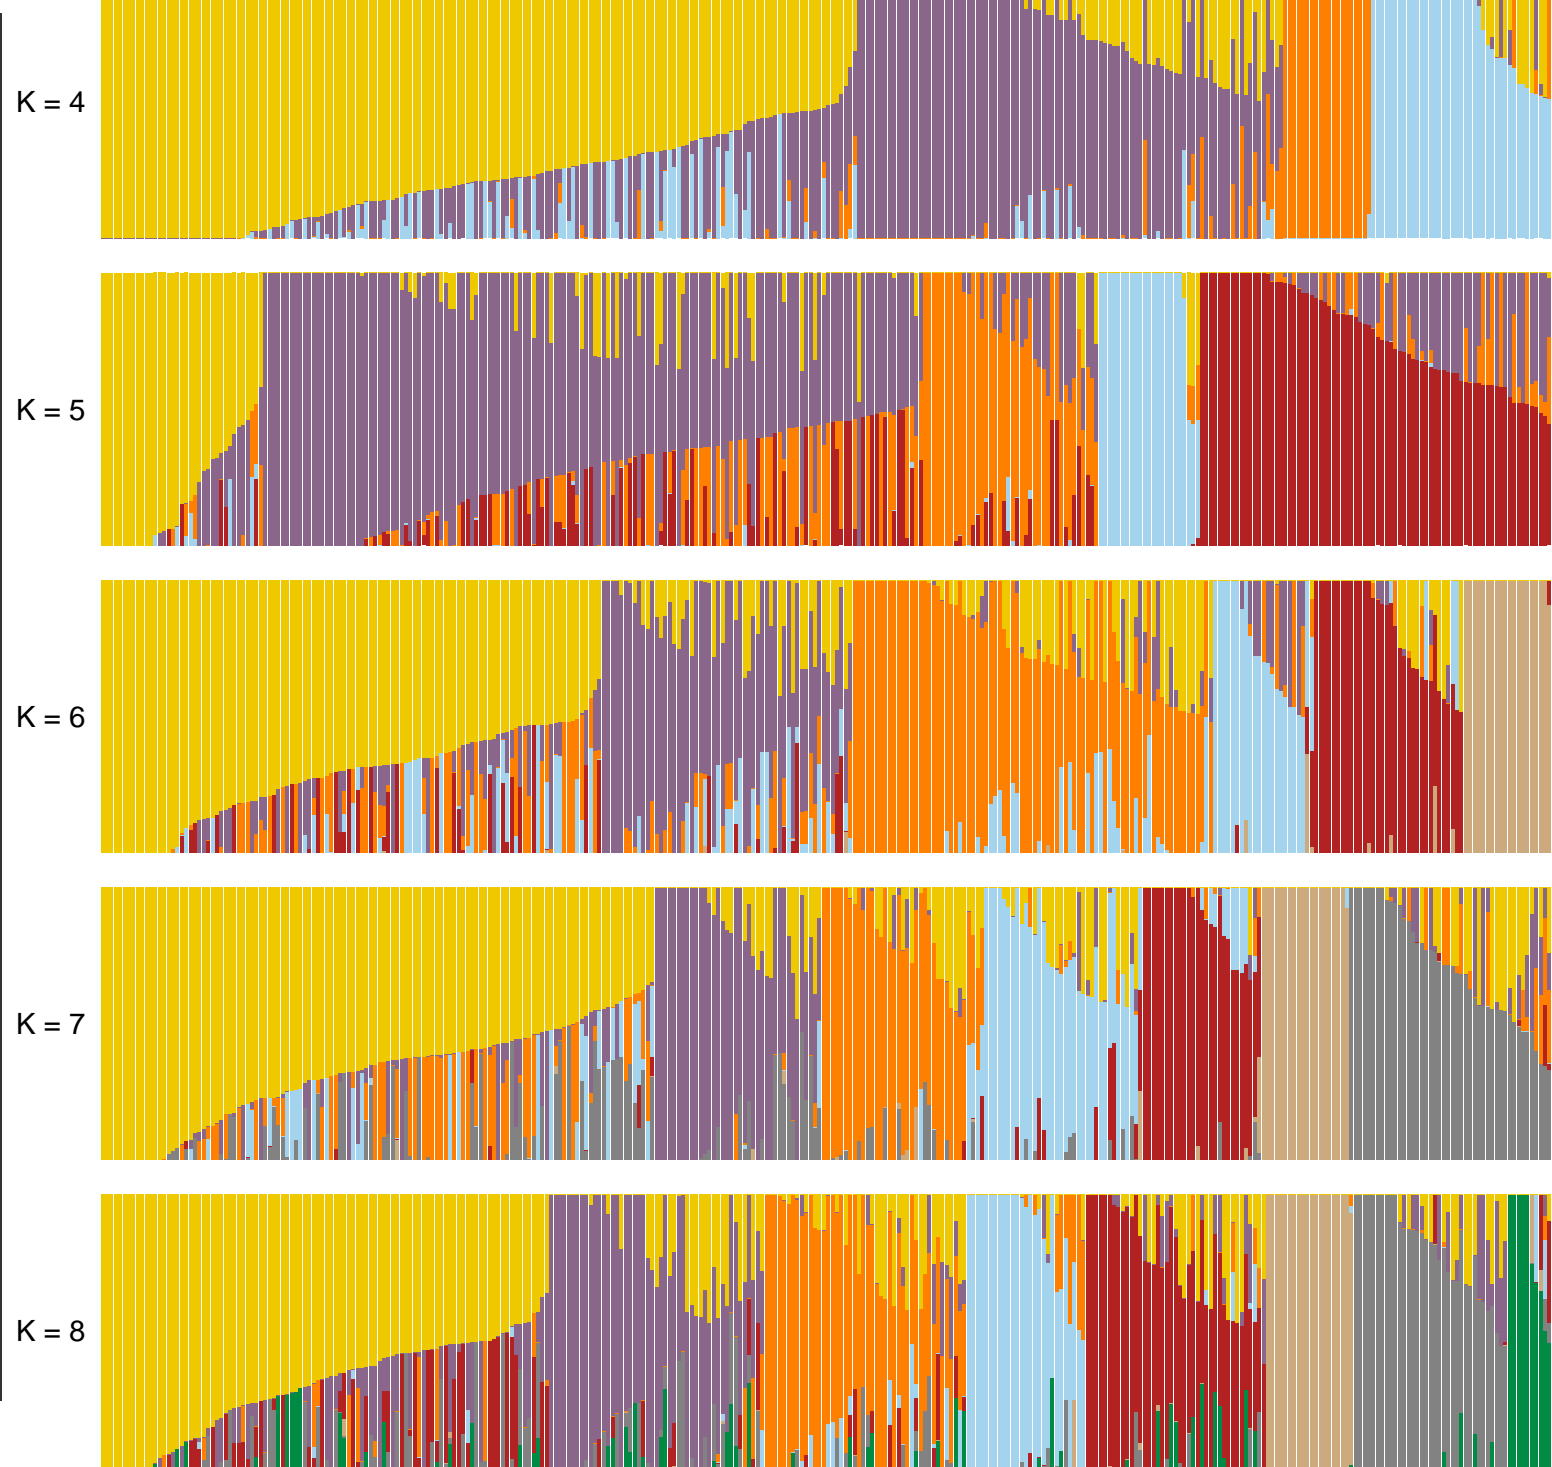 K = 4
K = 5
K = 6
K = 7
K = 8